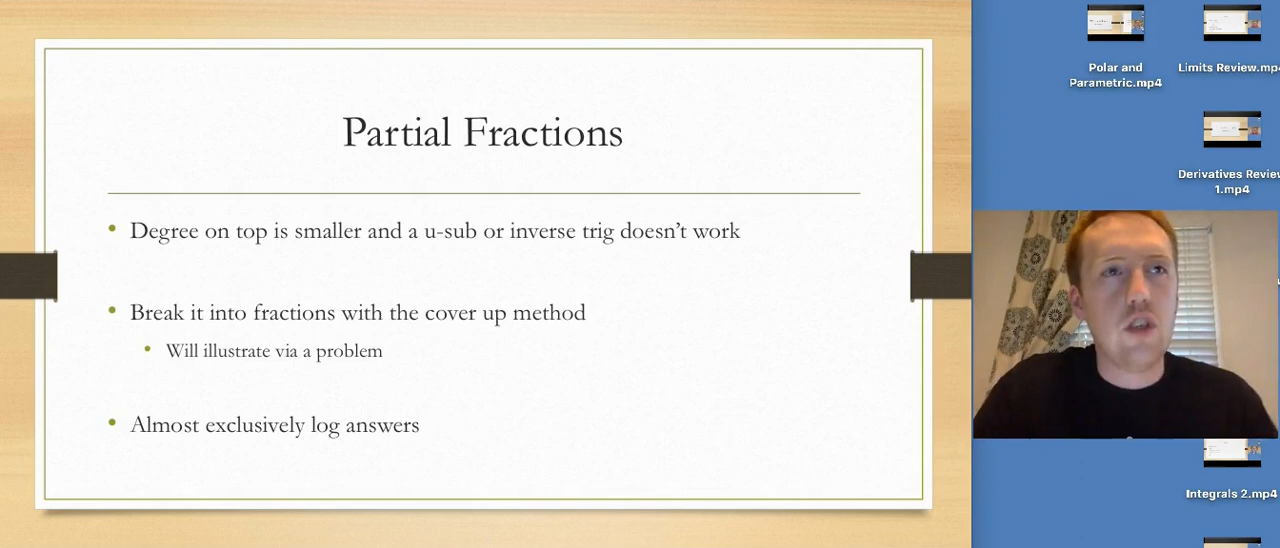 Partial Fractions
Degree on top is smaller and a u-sub or inverse trig doesn't work
Break it into fractions with the cover up method
Will illustrate via a problem
Almost exclusively log answers
Polar and
Parametric.mp4
Limits Review.mp4
Derivatives Review
1.mp4
Integrals 2.mp4